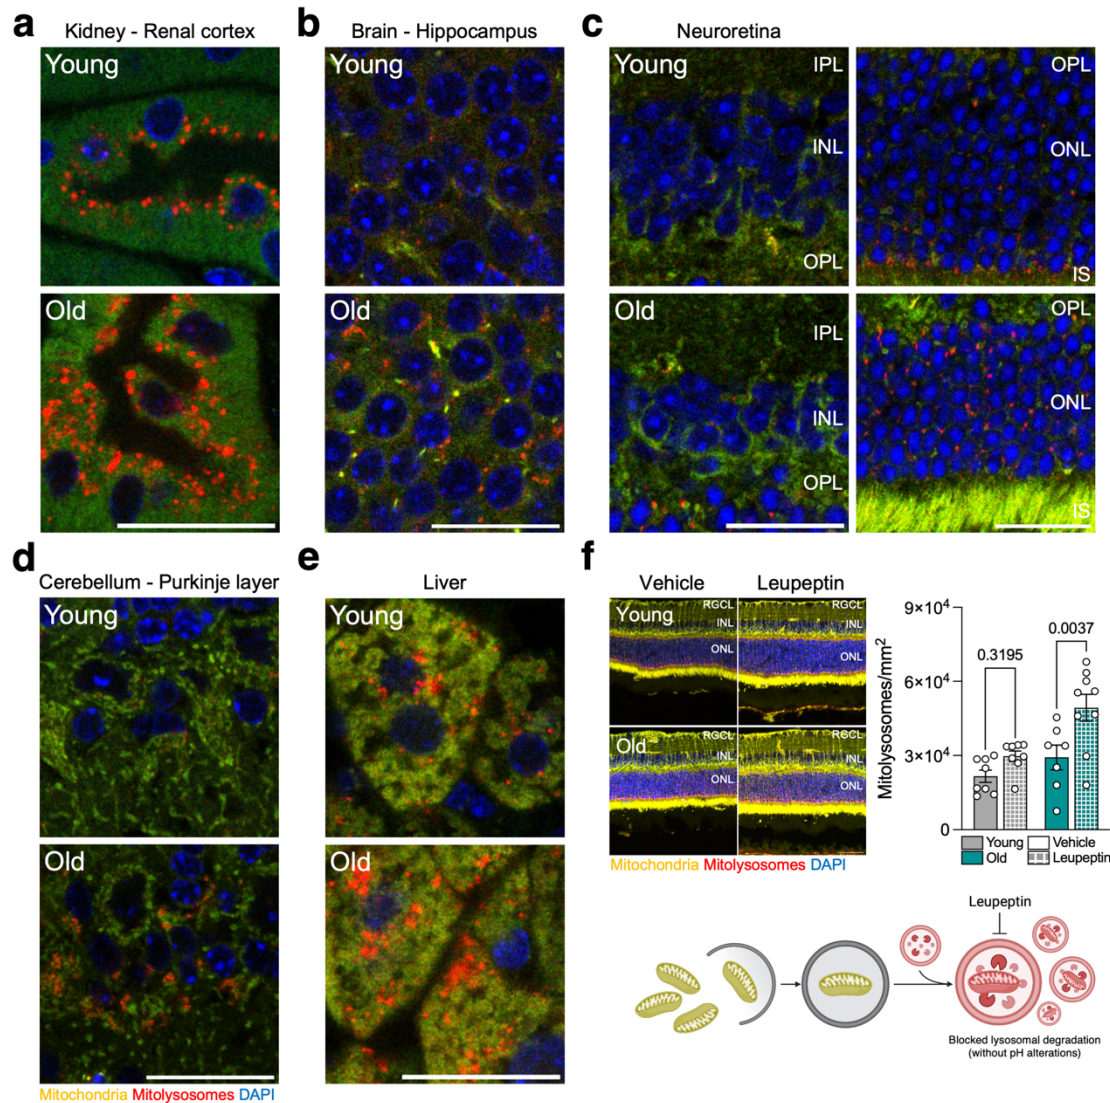 a
Kidney - Renal cortex
Young
Old
b
Brain - Hippocampus
Young
Old
c
Neuroretina
Young
IPL
INL
OPL
OPL
ONL
IS
Old
IPL
INL
OPL
OPL
ONL
IS
d
Cerebellum - Purkinje layer
Young
Old
Mitochondria Mitolysosomes DAPI
e
Liver
Young
Old
f
Vehicle
Leupeptin
Young
RGCL
INL
ONL
RGCL
INL
ONL
Old
RGCL
INL
ONL
RGCL
INL
ONL
Mitochondria Mitolysosomes DAPI
Mitolysosomes/mm²
9×10⁴
6×10⁴
3×10⁴
0
0.3195
0.0037
Young
Old
Vehicle
Leupeptin
Leupeptin
Blocked lysosomal degradation
(without pH alterations)